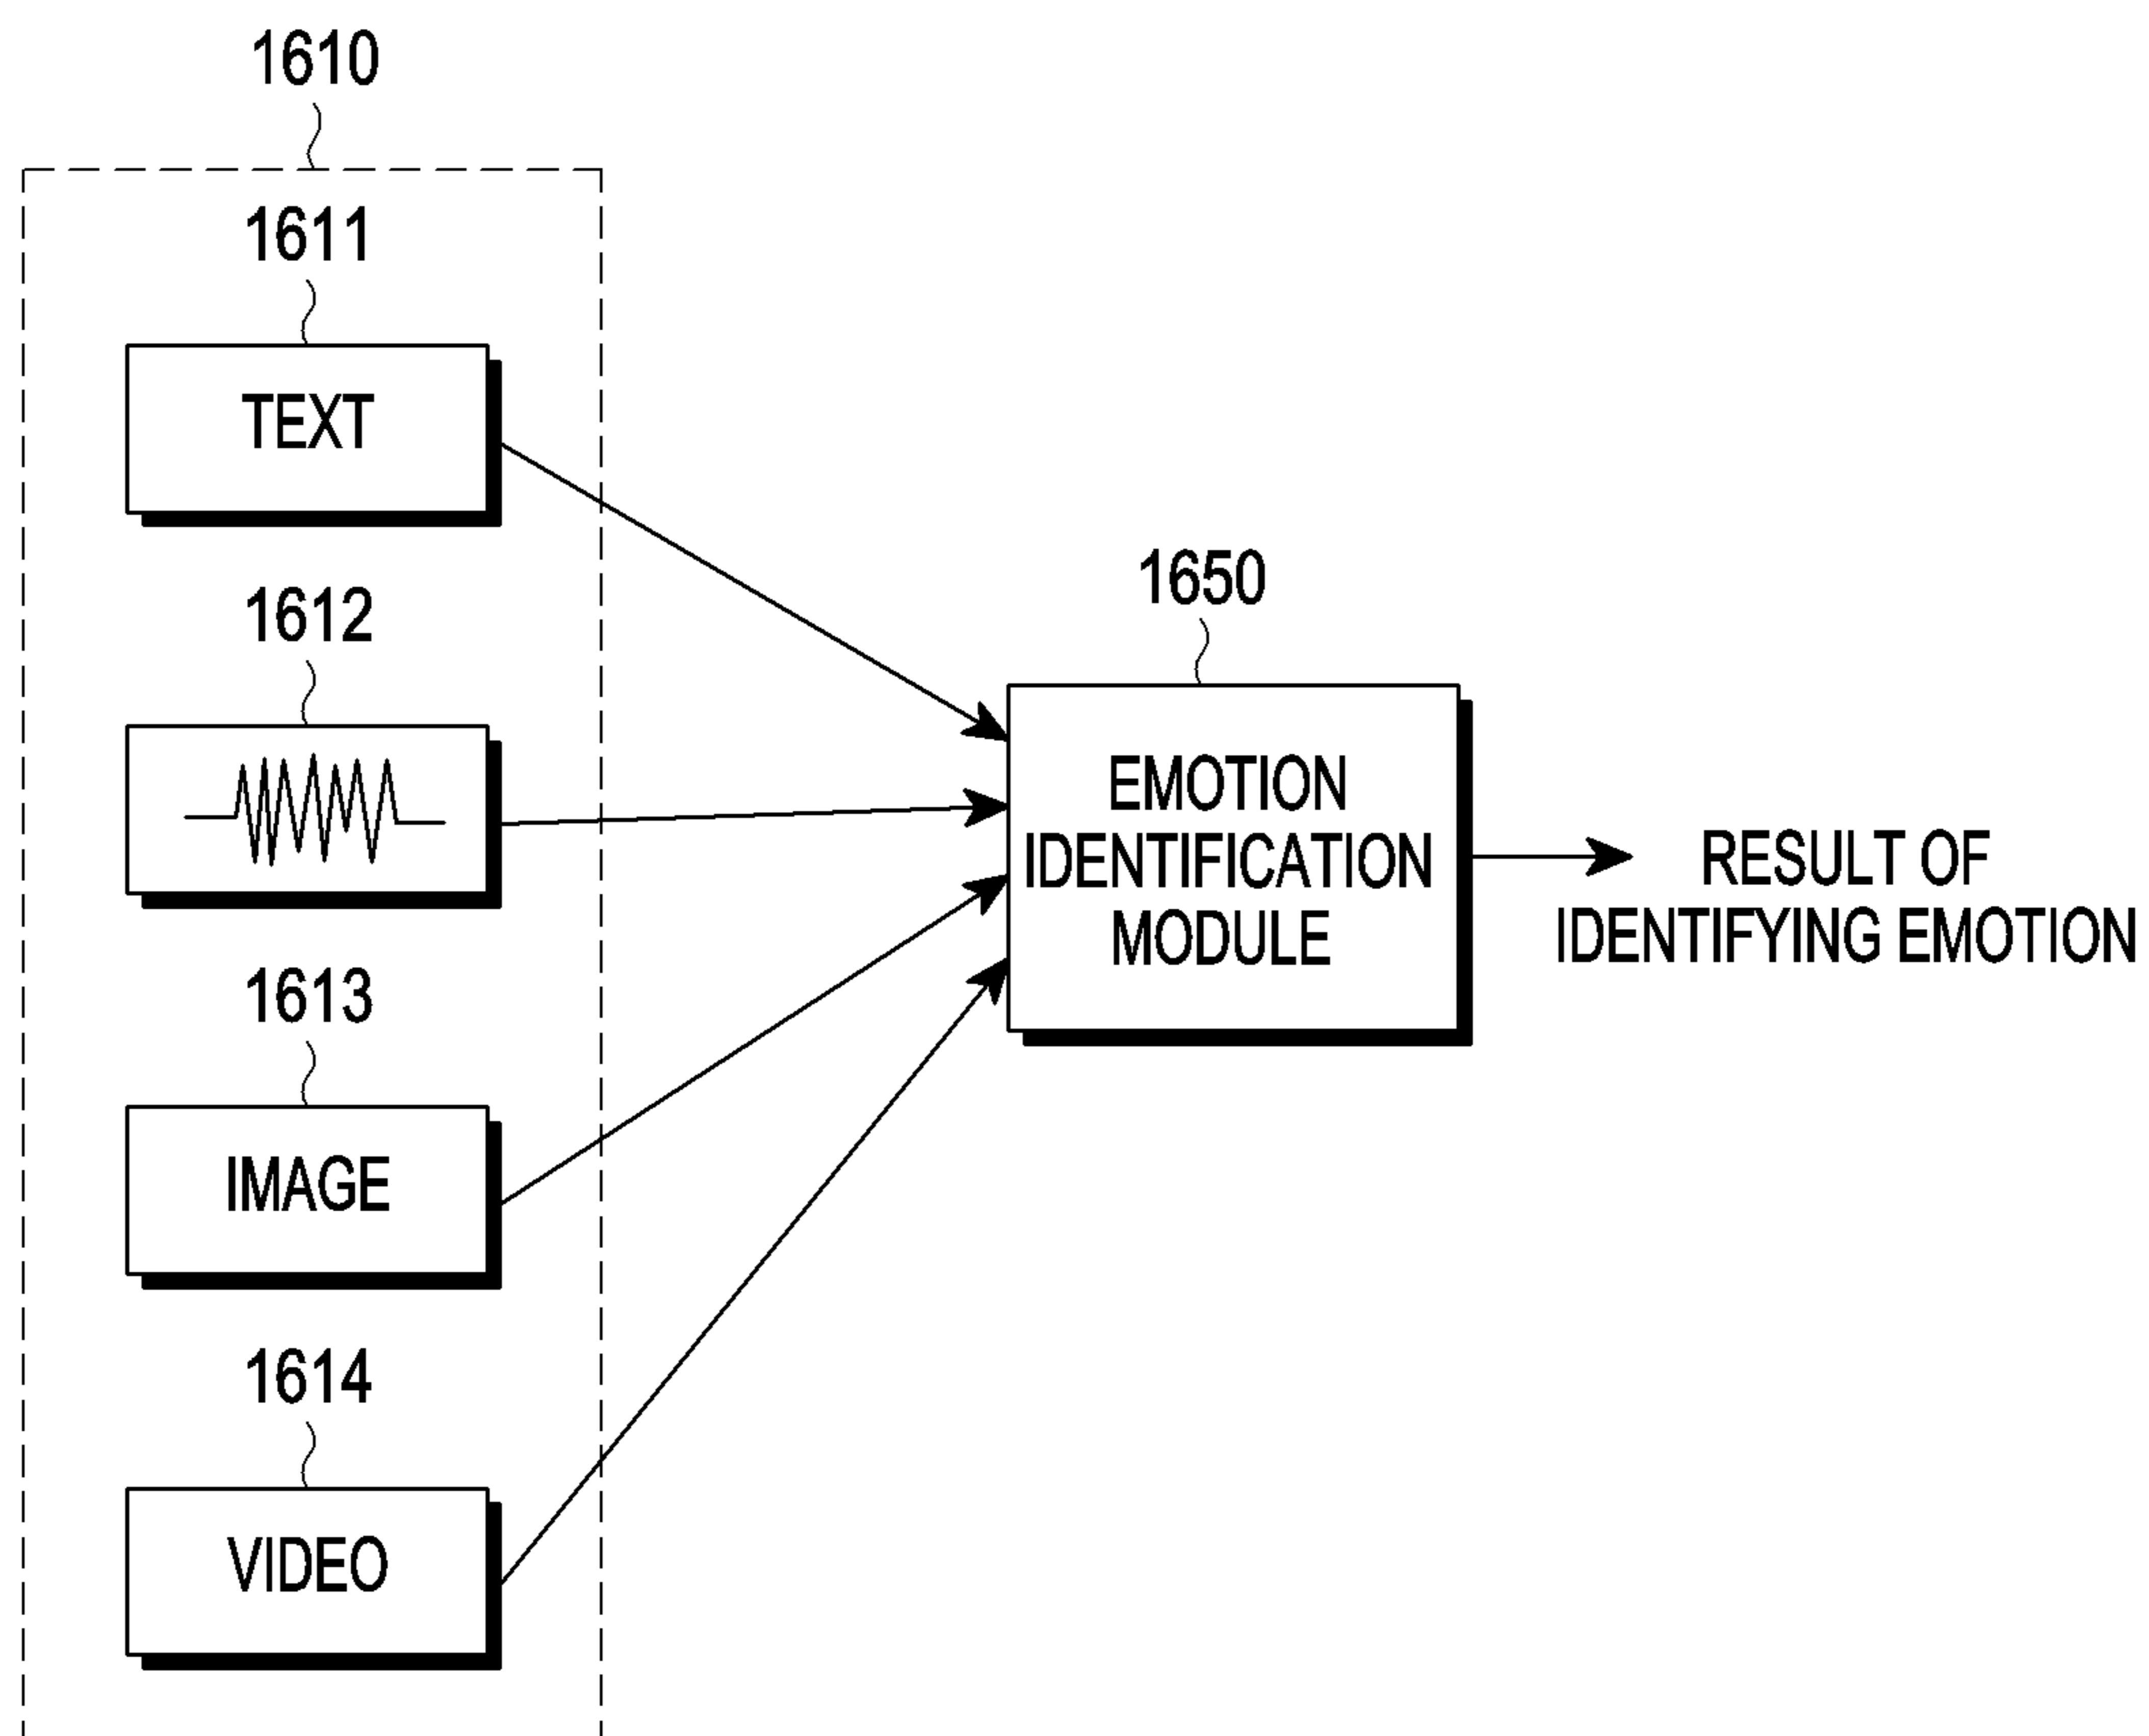 1610
1611
TEXT
1612
1613
IMAGE
1614
VIDEO
1650
EMOTION
IDENTIFICATION
MODULE
RESULT OF
IDENTIFYING EMOTION